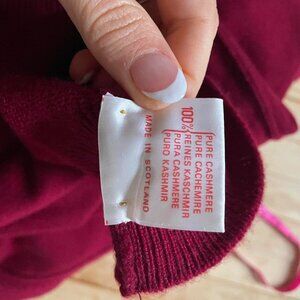 100%
(PURE CASHMERE
(PURE CACHEMIRE
(REINES KASCHMIR
(PURA CASHMERE
(PURO KASHMIR
MADE IN SCOTLAND